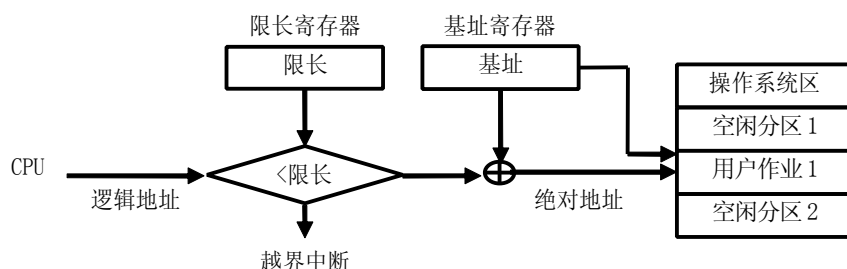 限长寄存器
基址寄存器
限长
基址
操作系统区
空闲分区 1
CPU
<限长
用户作业 1
逻辑地址
绝对地址
空闲分区 2
越界中断